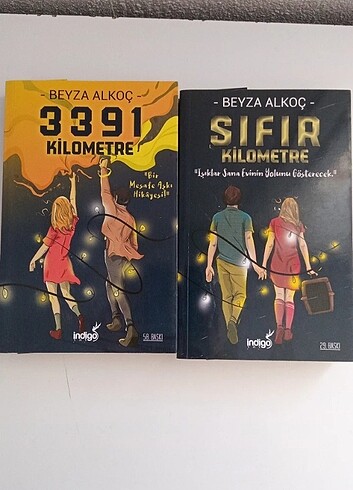 - BEYZA ALKOÇ -
3391
KİLOMETRE
"Bir
Mesafe Aşkı
Hikâyesi!"
indigo
58. BASKI
- BEYZA ALKOÇ -
SIFIR
KİLOMETRE
"Işıklar Sana Evinin Yolunu Gösterecek."
indigo
29. BASKI